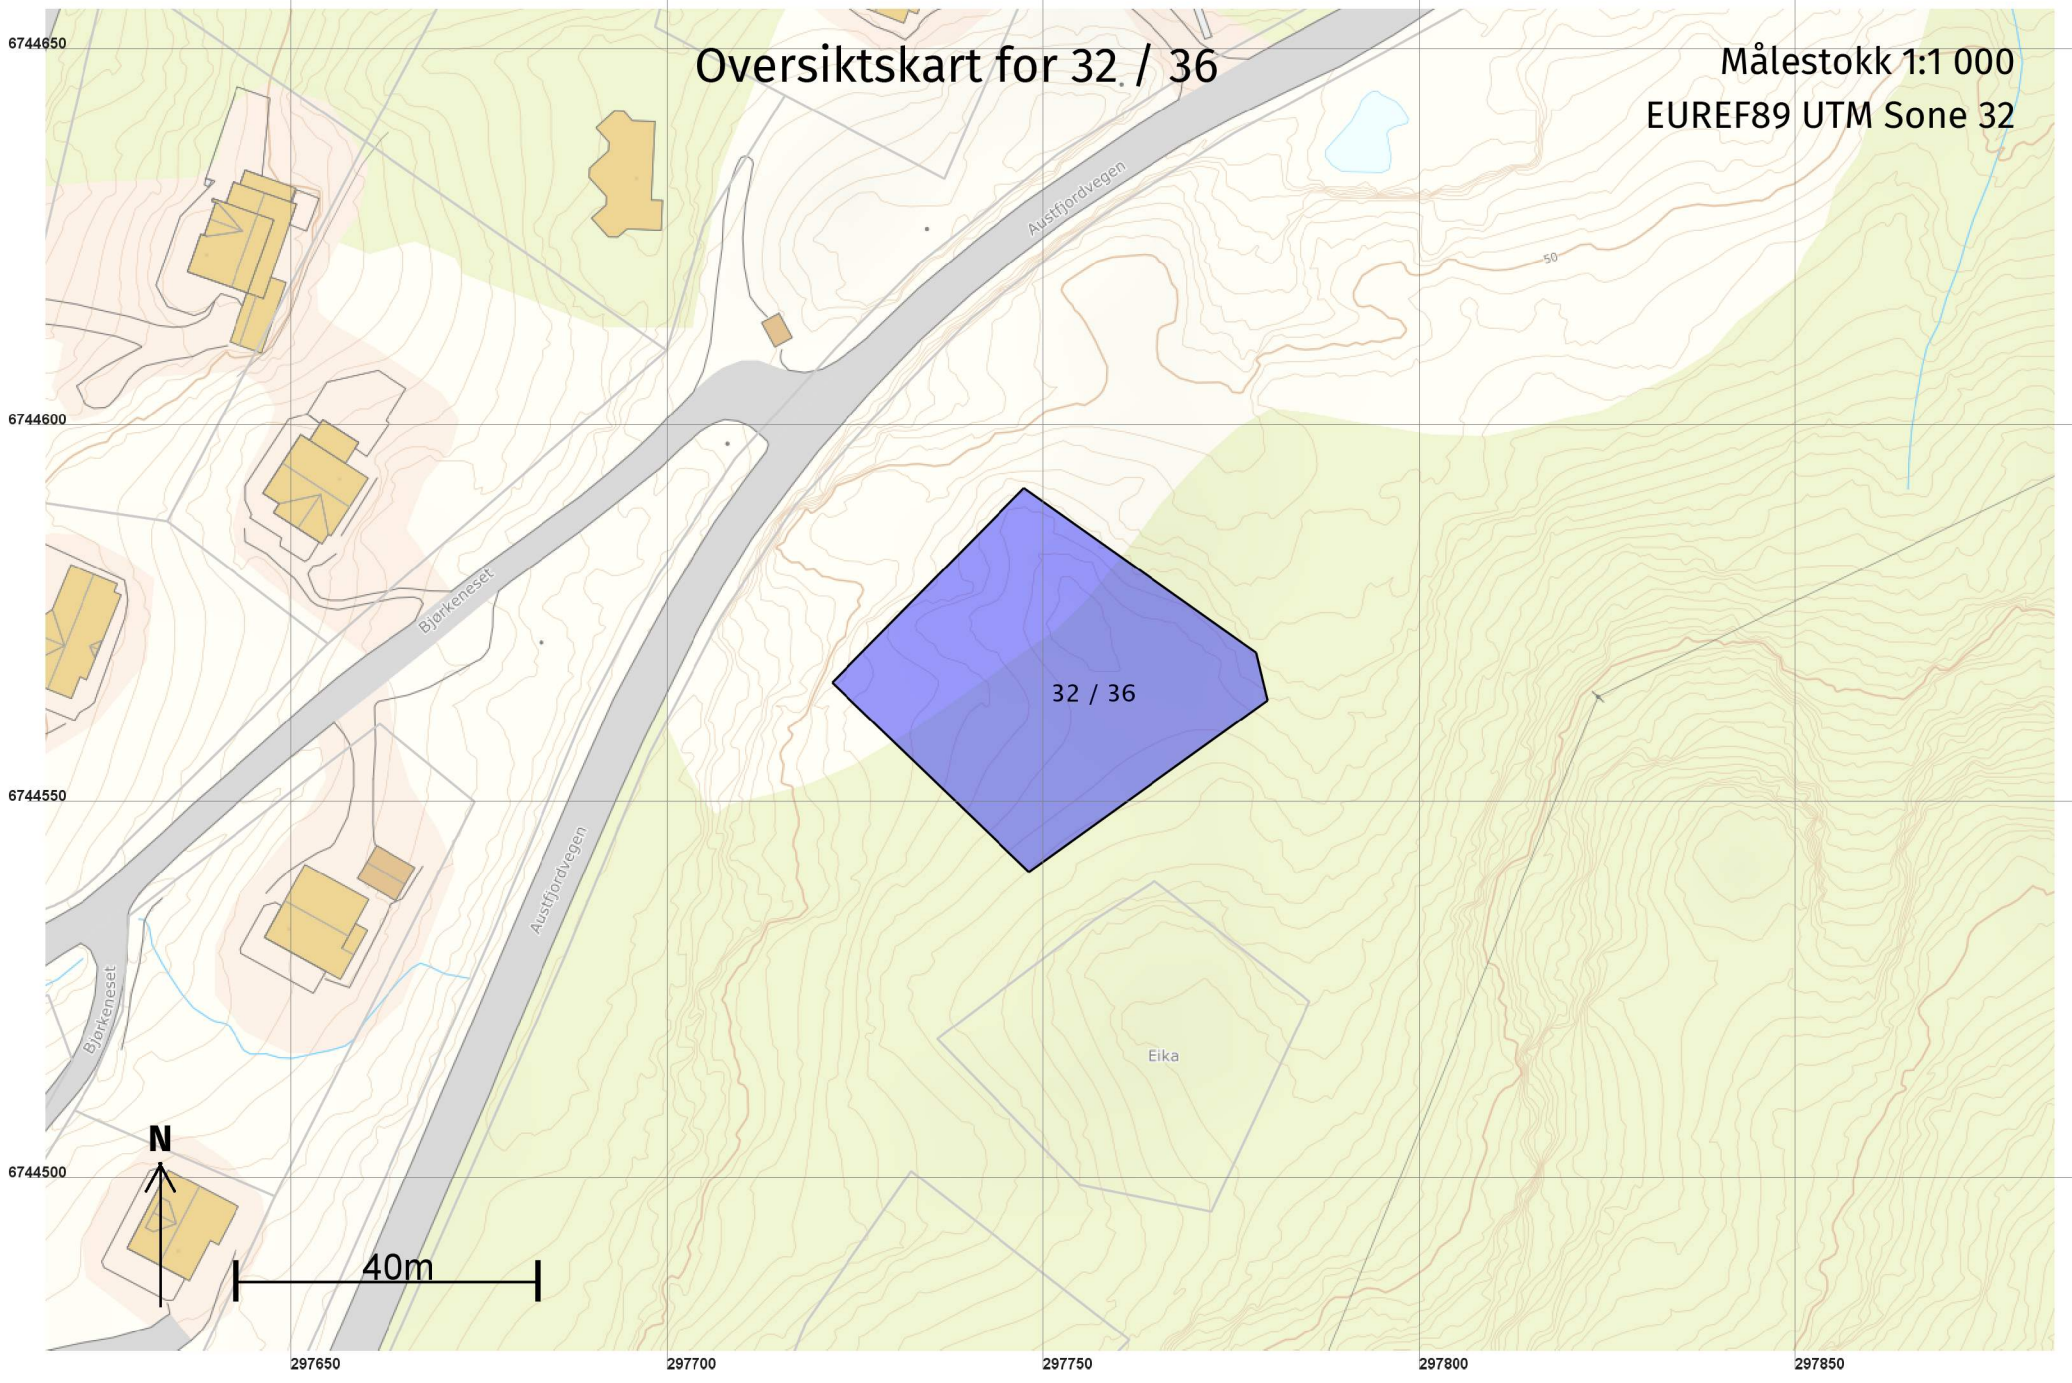 6744650
Oversiktskart for 32 / 36
Målestokk 1:1 000
EUREF89 UTM Sone 32
Austfjordvegen
50
6744600
Bjørkeneset
32 / 36
6744550
Austfjordvegen
Bjørkeneset
Eika
N
6744500
40m
297650
297700
297750
297800
297850